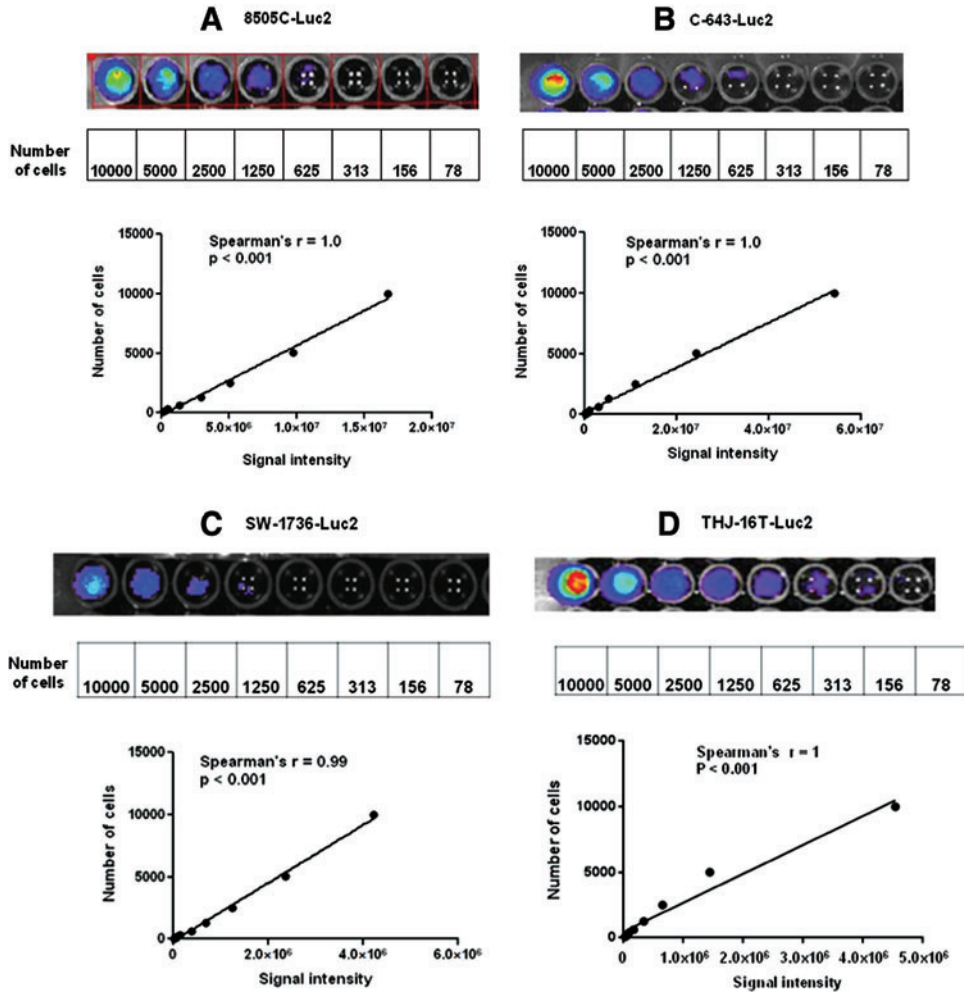 A 8505C-Luc2
Number of cells
10000 5000 2500 1250 625 313 156 78
15000
10000
5000
0
Number of cells
Spearman's r = 1.0
p < 0.001
0 5.0×10⁶ 1.0×10⁷ 1.5×10⁷ 2.0×10⁷
Signal intensity
B C-643-Luc2
10000 5000 2500 1250 625 313 156 78
15000
10000
5000
0
Number of cells
Spearman's r = 1.0
p < 0.001
0 2.0×10⁷ 4.0×10⁷ 6.0×10⁷
Signal intensity
C SW-1736-Luc2
Number of cells
10000 5000 2500 1250 625 313 156 78
15000
10000
5000
0
Number of cells
Spearman's r = 0.99
p < 0.001
0 2.0×10⁶ 4.0×10⁶ 6.0×10⁶
Signal intensity
D THJ-16T-Luc2
10000 5000 2500 1250 625 313 156 78
15000
10000
5000
0
Number of cells
Spearman's r = 1
P < 0.001
0 1.0×10⁶ 2.0×10⁶ 3.0×10⁶ 4.0×10⁶ 5.0×10⁶
Signal intensity